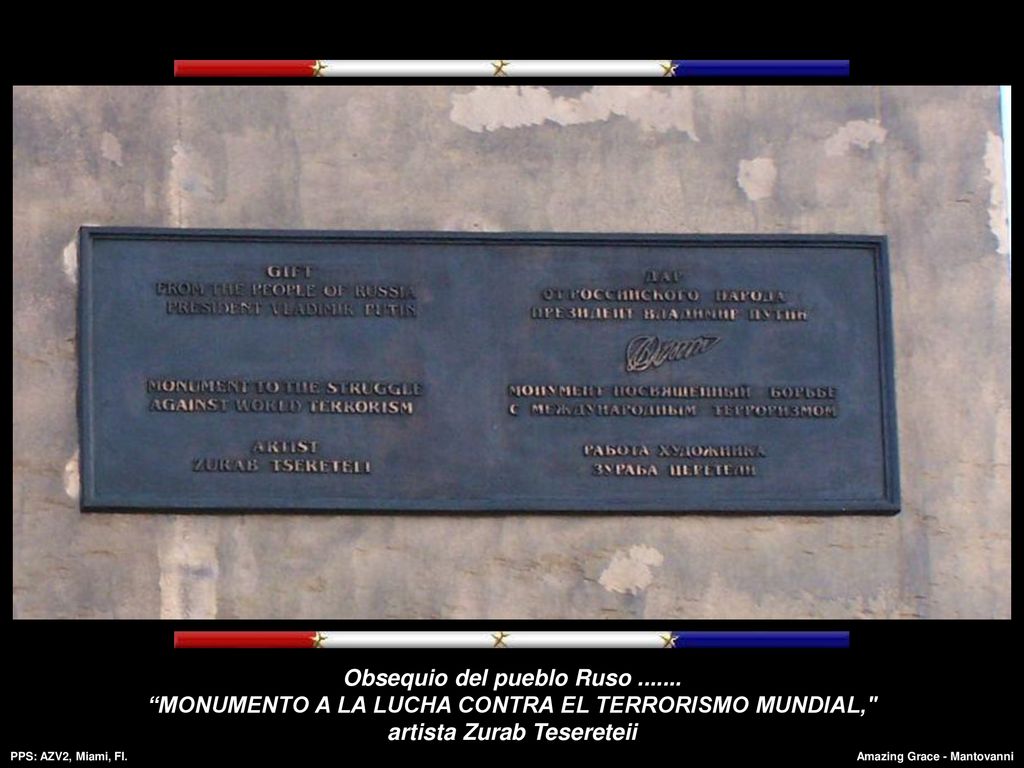 GIFT
FROM THE PEOPLE OF RUSSIA
PRESIDENT VLADIMIR PUTIN
MONUMENT TO THE STRUGGLE
AGAINST WORLD TERRORISM
ARTIST
ZURAB TSERETELI
ДАР
ОТ РОССИЙСКОГО НАРОДА
ПРЕЗИДЕНТ ВЛАДИМИР ПУТИН
МОНУМЕНТ ПОСВЯЩЕННЫЙ БОРЬБЕ
С МЕЖДУНАРОДНЫМ ТЕРРОРИЗМОМ
РАБОТА ХУДОЖНИКА
ЗУРАБА ЦЕРЕТЕЛИ
Obsequio del pueblo Ruso .......
“MONUMENTO A LA LUCHA CONTRA EL TERRORISMO MUNDIAL,"
artista Zurab Tesereteii
PPS: AZV2, Miami, Fl.
Amazing Grace - Mantovanni